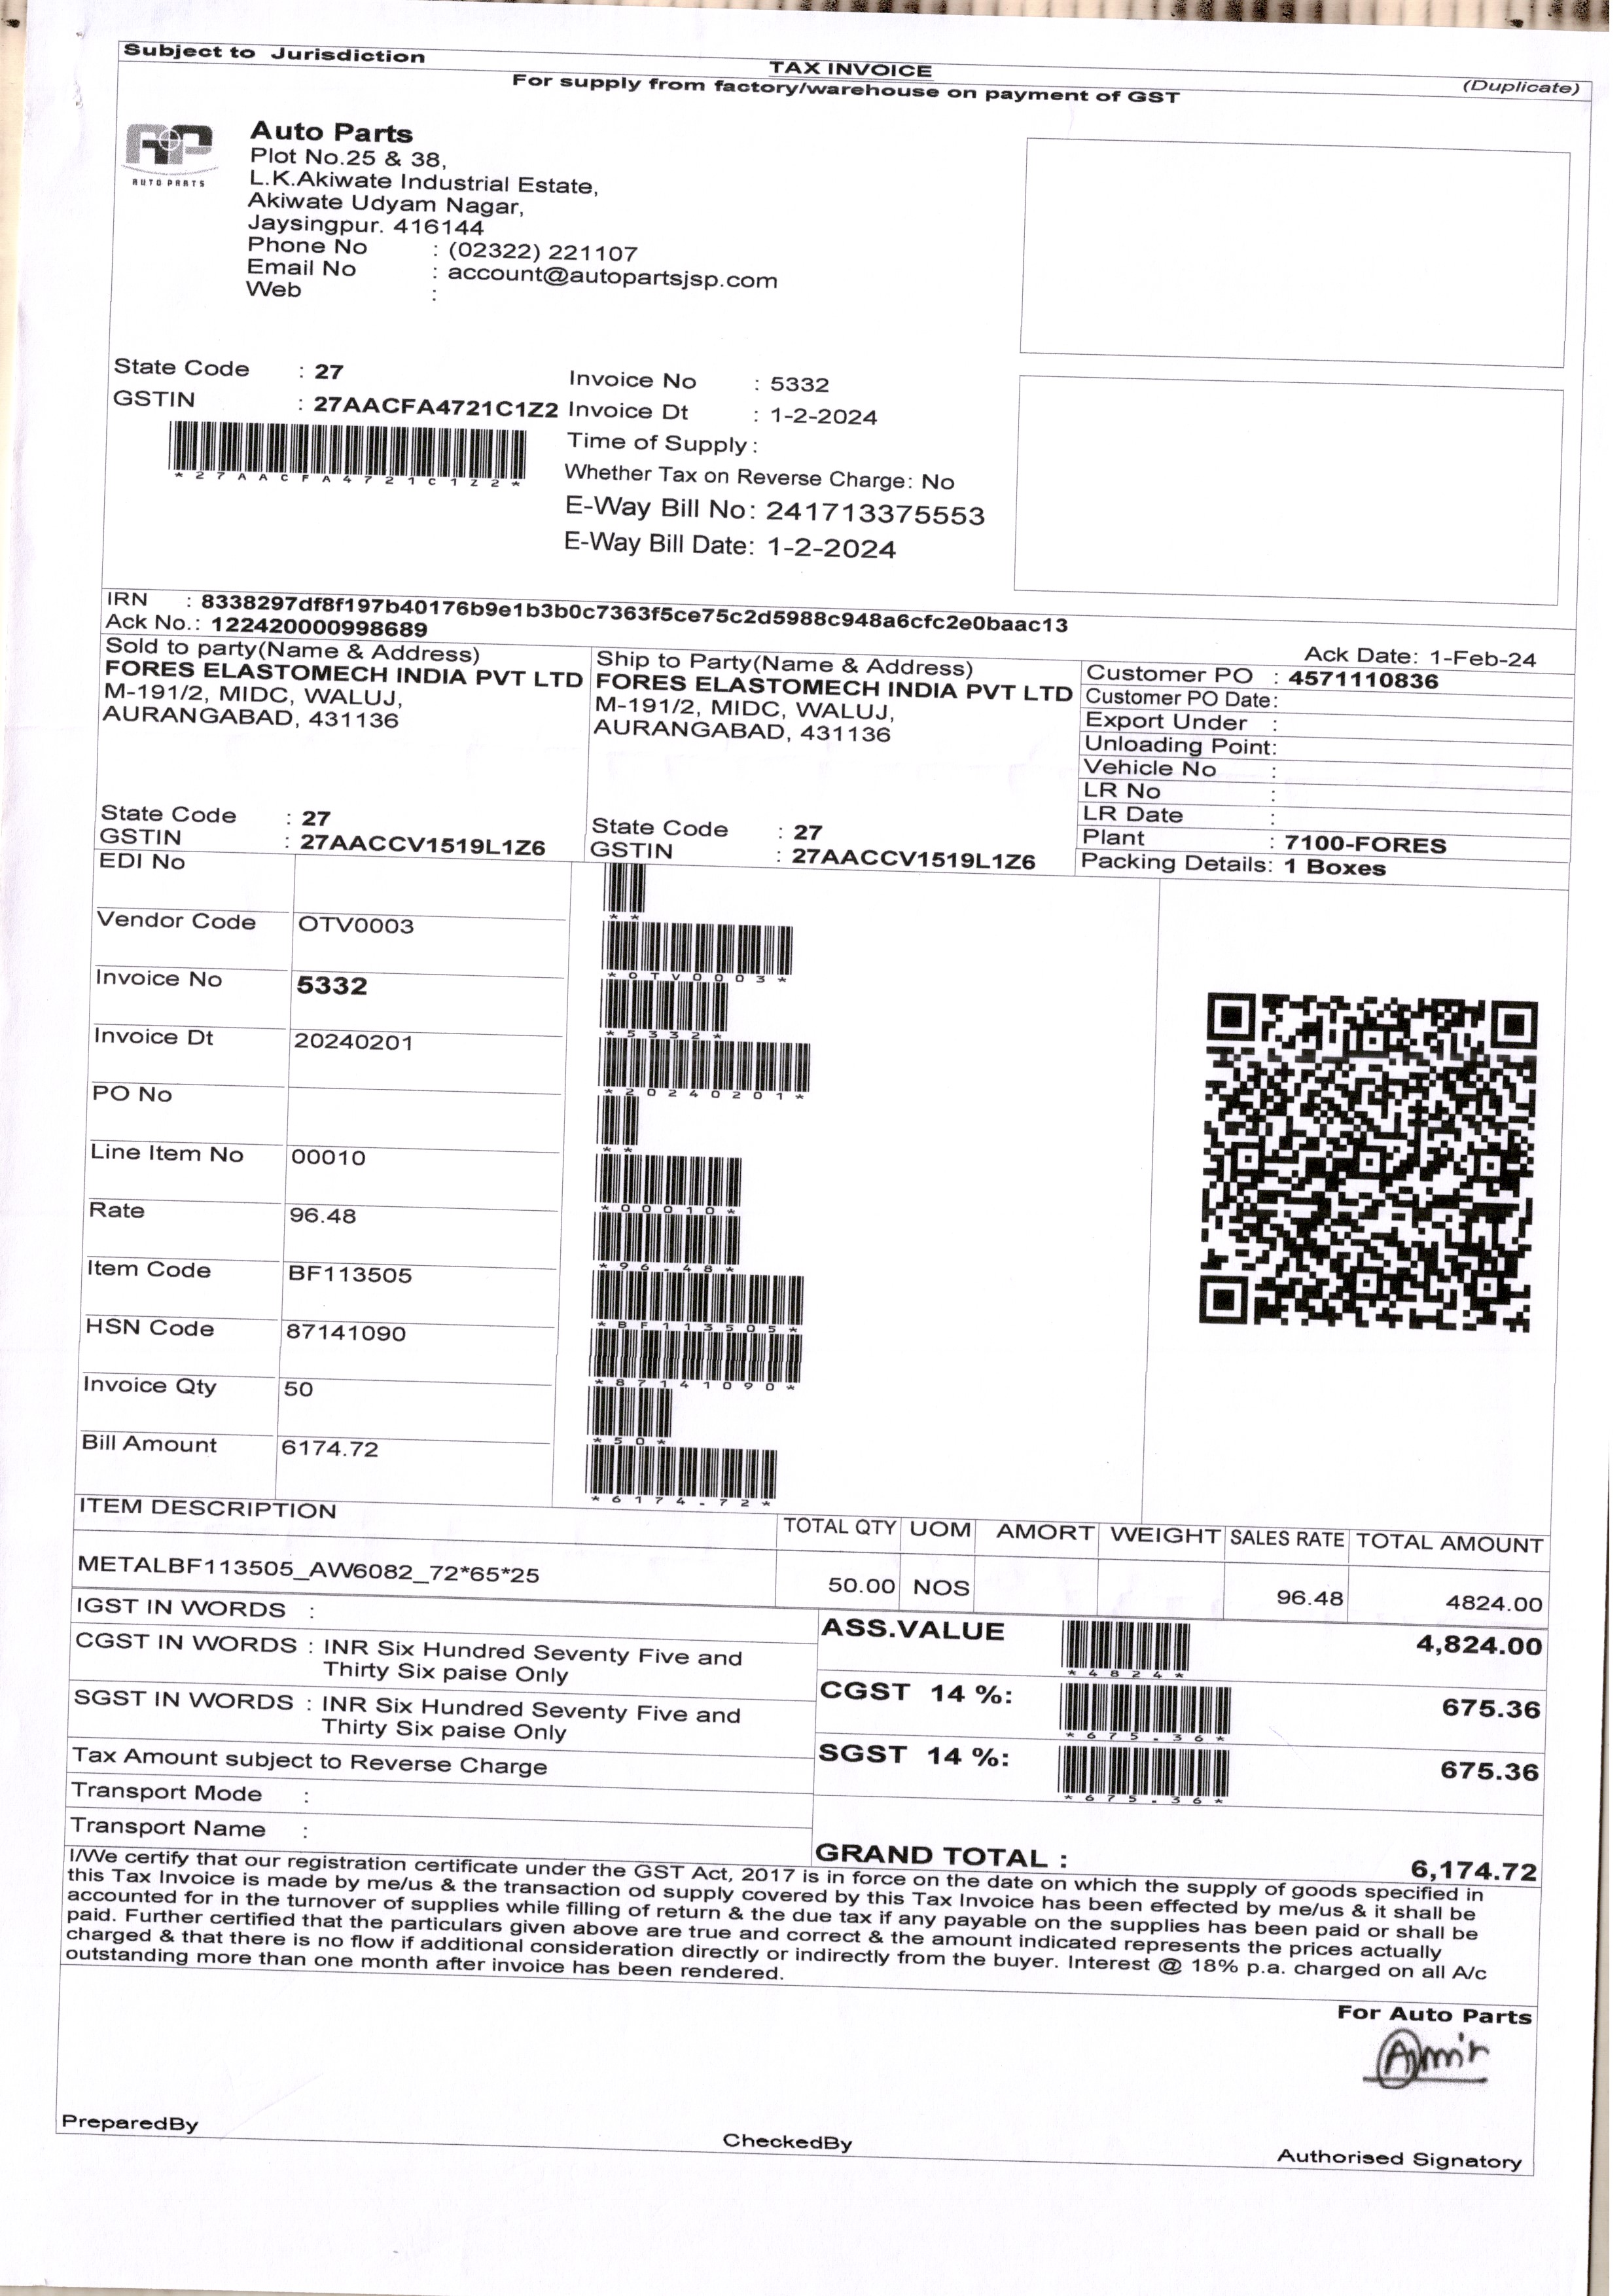 Subject to Jurisdiction
TAX INVOICE
(Duplicate)
For supply from factory/warehouse on payment of GST
AUTO PARTS
Auto Parts
Plot No.25 & 38,
L.K.Akiwate Industrial Estate,
Akiwate Udyam Nagar,
Jaysingpur. 416144
Phone No : (02322) 221107
Email No : account@autopartsjsp.com
Web :
State Code : 27
GSTIN : 27AACFA4721C1Z2
*27AACFA4721C1Z2*
Invoice No : 5332
Invoice Dt : 1-2-2024
Time of Supply :
Whether Tax on Reverse Charge: No
E-Way Bill No: 241713375553
E-Way Bill Date: 1-2-2024
IRN : 8338297df8f197b40176b9e1b3b0c7363f5ce75c2d5988c948a6cfc2e0baac13
Ack No.: 122420000998689
Ack Date: 1-Feb-24
Sold to party(Name & Address)
FORES ELASTOMECH INDIA PVT LTD
M-191/2, MIDC, WALUJ,
AURANGABAD, 431136
State Code : 27
GSTIN : 27AACCV1519L1Z6
Ship to Party(Name & Address)
FORES ELASTOMECH INDIA PVT LTD
M-191/2, MIDC, WALUJ,
AURANGABAD, 431136
State Code : 27
GSTIN : 27AACCV1519L1Z6
Customer PO : 4571110836
Customer PO Date:
Export Under :
Unloading Point:
Vehicle No :
LR No :
LR Date :
Plant : 7100-FORES
Packing Details: 1 Boxes
EDI No
* *
Vendor Code OTV0003
*OTV0003*
Invoice No 5332
*5332*
Invoice Dt 20240201
*20240201*
PO No
* *
Line Item No 00010
*00010*
Rate 96.48
*96.48*
Item Code BF113505
*BF113505*
HSN Code 87141090
*87141090*
Invoice Qty 50
*50*
Bill Amount 6174.72
*6174.72*
ITEM DESCRIPTION TOTAL QTY UOM AMORT WEIGHT SALES RATE TOTAL AMOUNT
METALBF113505_AW6082_72*65*25 50.00 NOS 96.48 4824.00
IGST IN WORDS :
CGST IN WORDS : INR Six Hundred Seventy Five and
Thirty Six paise Only
SGST IN WORDS : INR Six Hundred Seventy Five and
Thirty Six paise Only
Tax Amount subject to Reverse Charge
Transport Mode :
Transport Name :
ASS.VALUE 4,824.00
*4824*
CGST 14 %: 675.36
*675.36*
SGST 14 %: 675.36
*675.36*
GRAND TOTAL : 6,174.72
I/We certify that our registration certificate under the GST Act, 2017 is in force on the date on which the supply of goods specified in
this Tax Invoice is made by me/us & the transaction od supply covered by this Tax Invoice has been effected by me/us & it shall be
accounted for in the turnover of supplies while filling of return & the due tax if any payable on the supplies has been paid or shall be
paid. Further certified that the particulars given above are true and correct & the amount indicated represents the prices actually
charged & that there is no flow if additional consideration directly or indirectly from the buyer. Interest @ 18% p.a. charged on all A/c
outstanding more than one month after invoice has been rendered.
For Auto Parts
PreparedBy
CheckedBy
Authorised Signatory